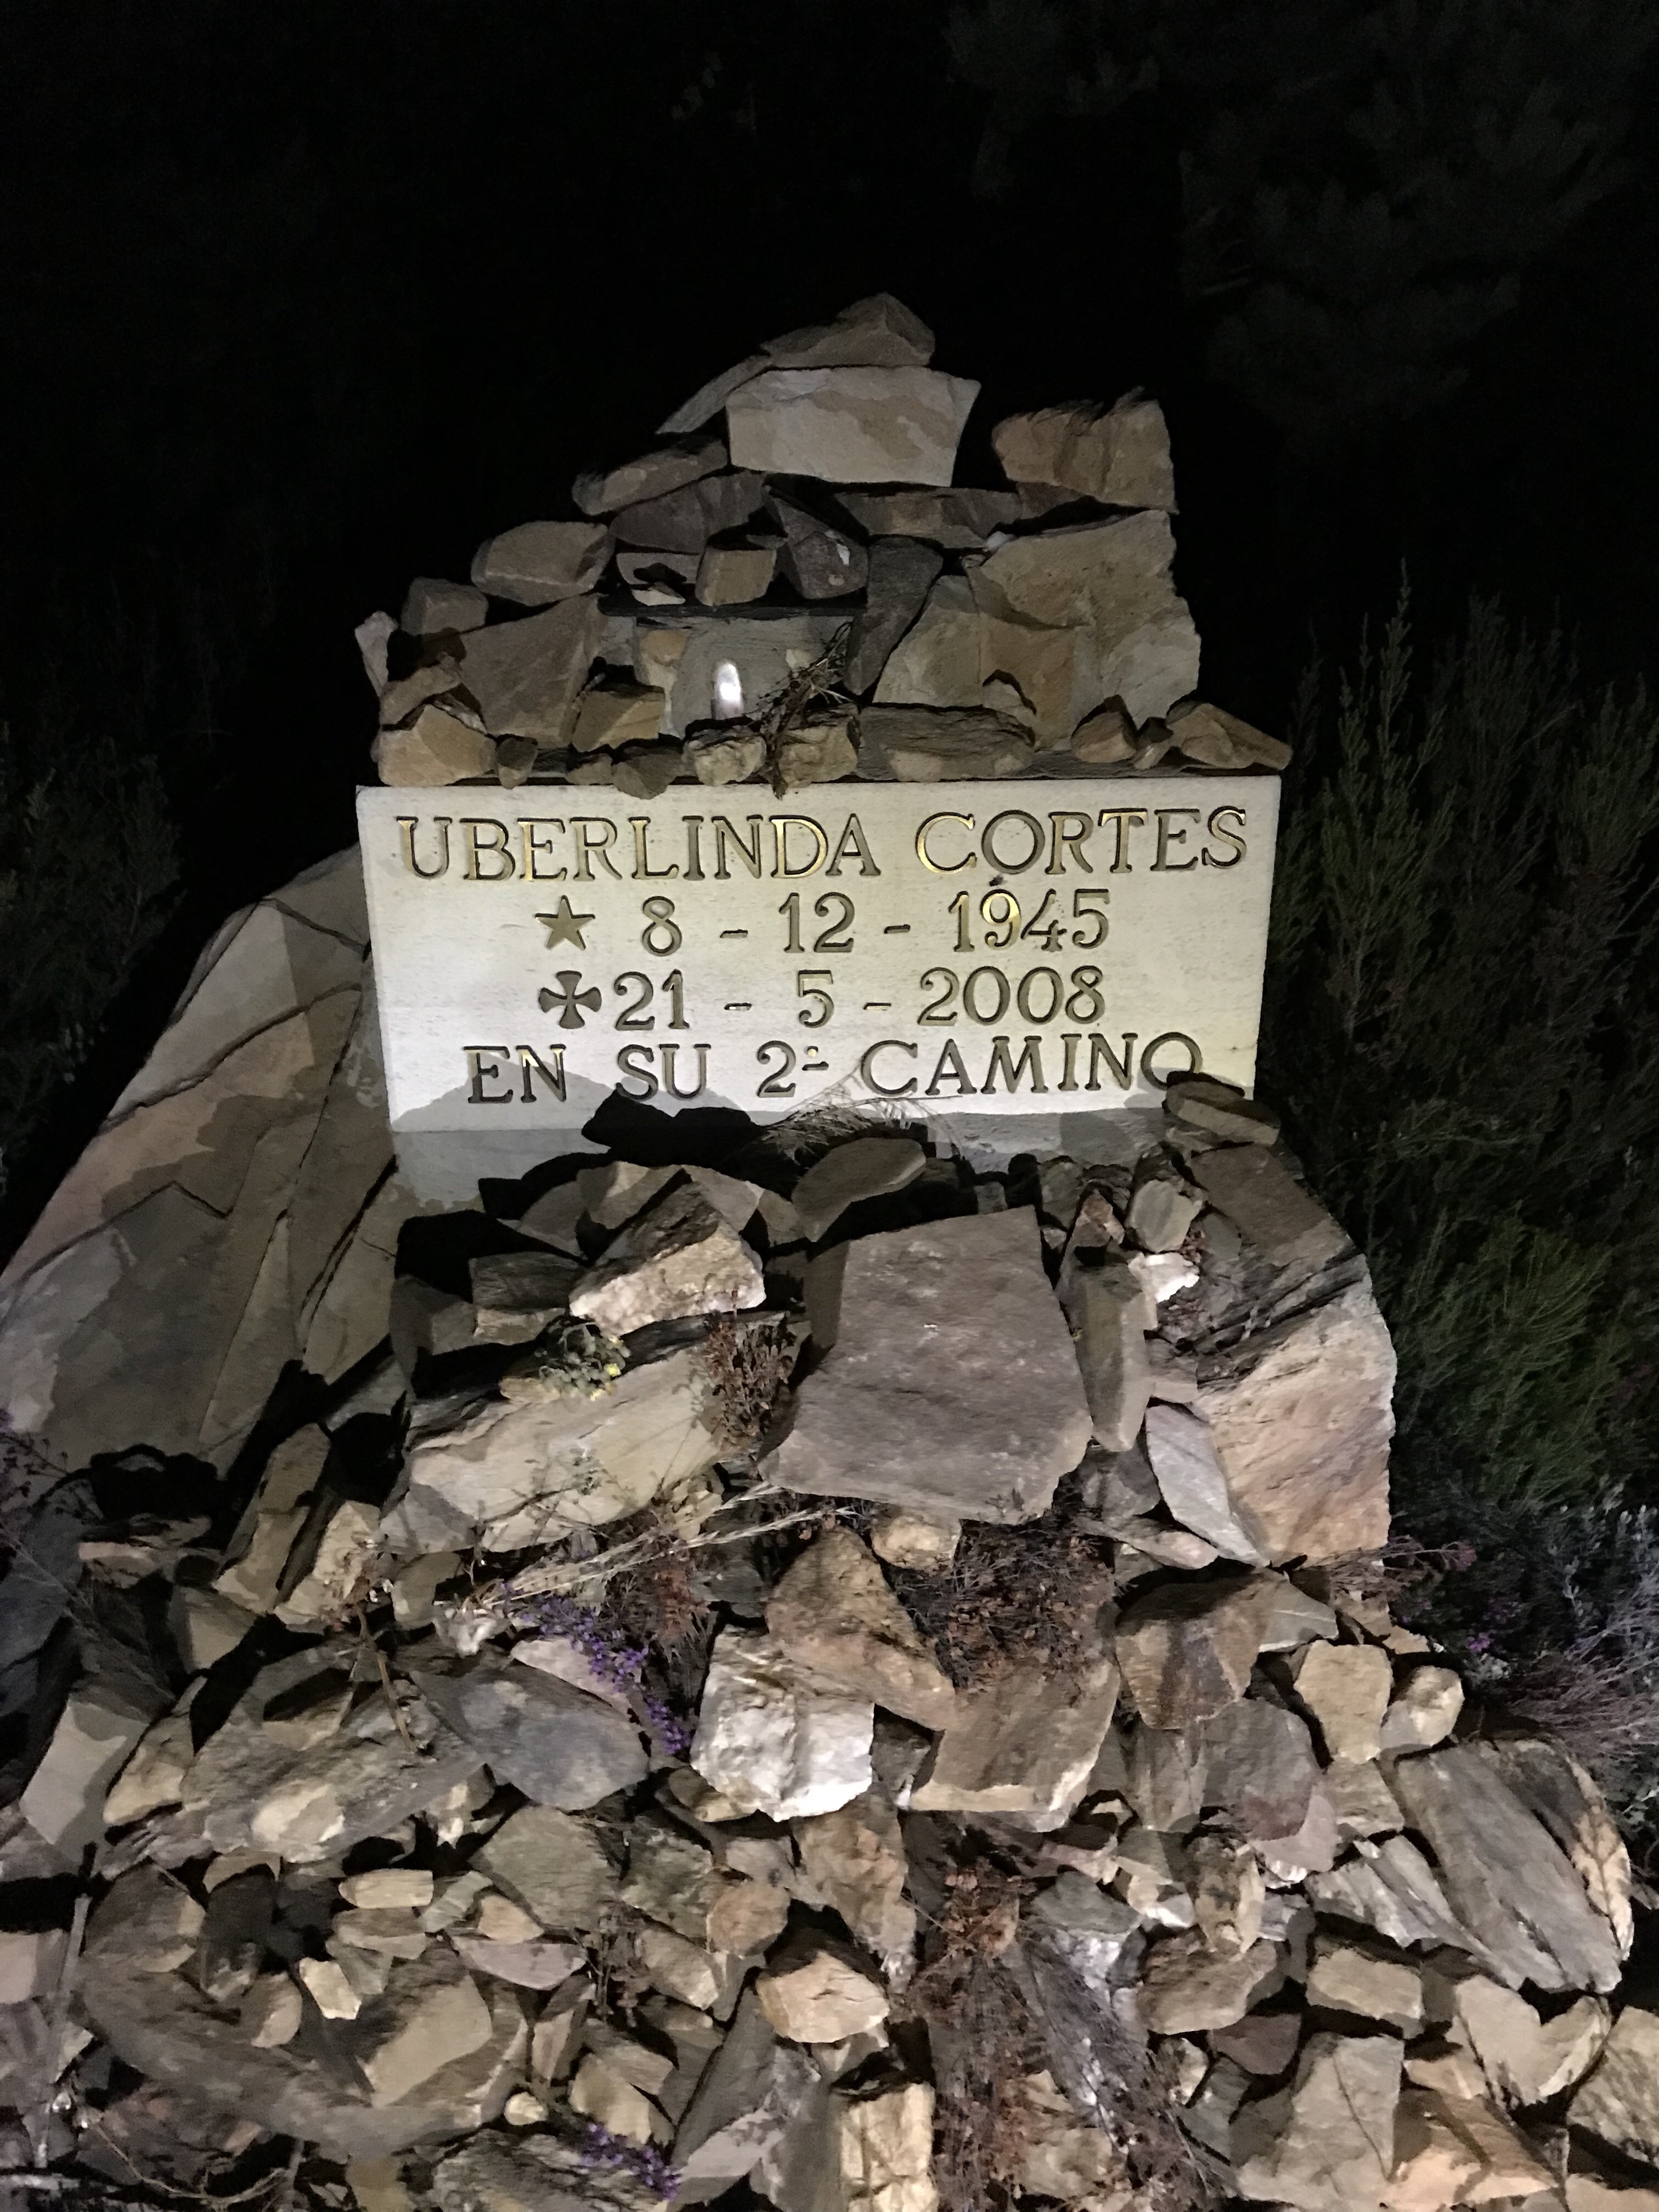 UBERLINDA CORTES
★ 8 - 12 - 1945
✠ 21 - 5 - 2008
EN SU 2º CAMINO